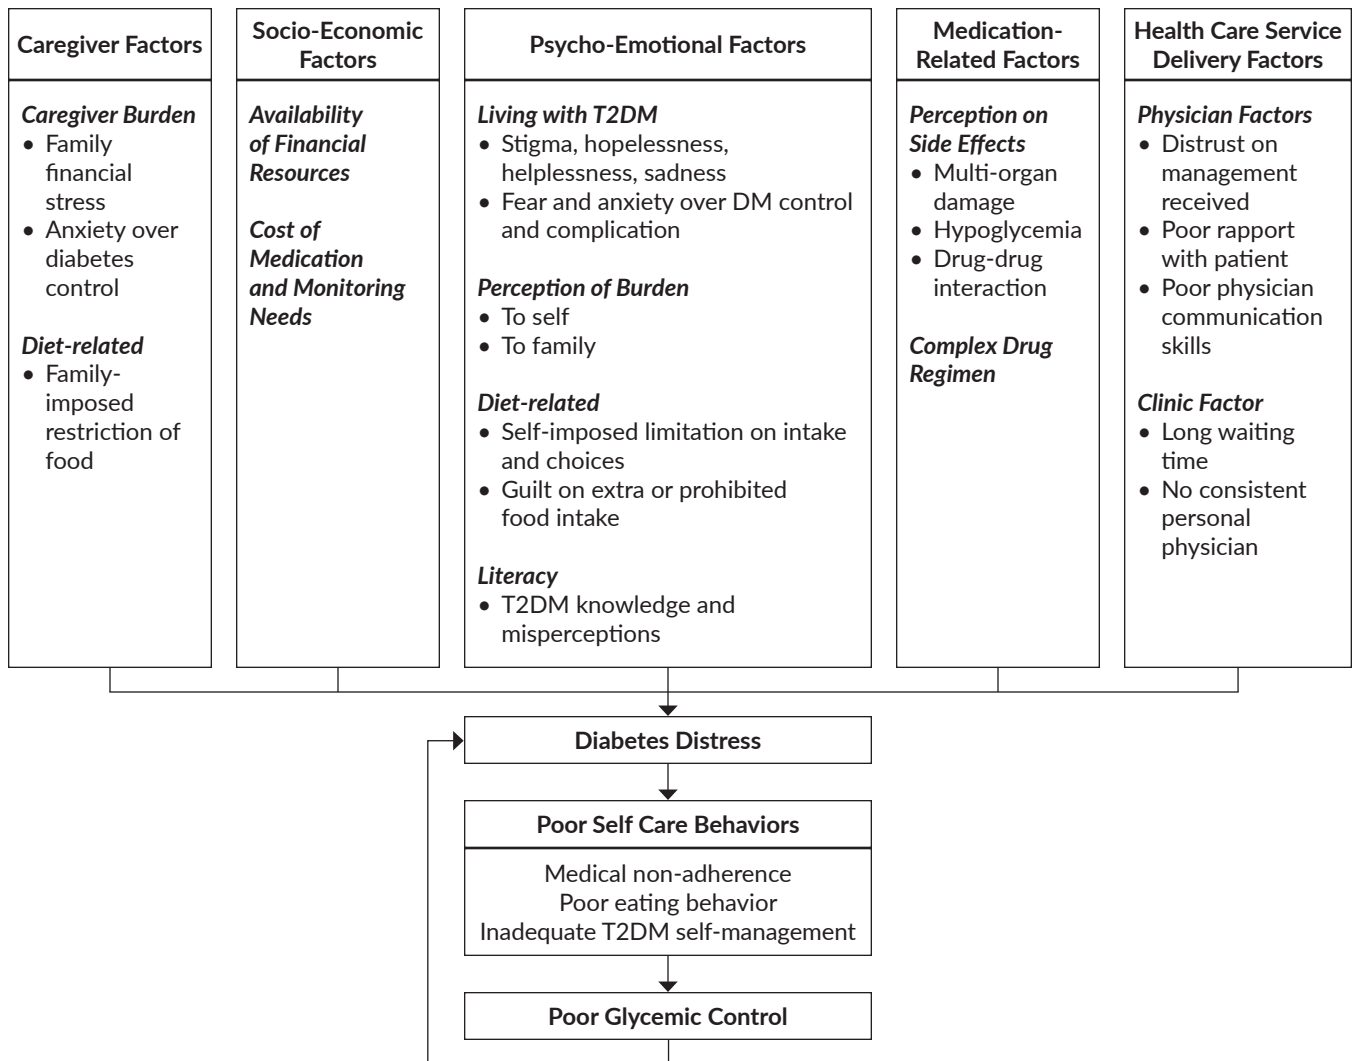 Caregiver Factors
Caregiver Burden
• Family
financial
stress
• Anxiety over
diabetes
control
Diet-related
• Family-
imposed
restriction of
food
Socio-Economic
Factors
Availability
of Financial
Resources
Cost of
Medication
and Monitoring
Needs
Psycho-Emotional Factors
Living with T2DM
• Stigma, hopelessness,
helplessness, sadness
• Fear and anxiety over DM control
and complication
Perception of Burden
• To self
• To family
Diet-related
• Self-imposed limitation on intake
and choices
• Guilt on extra or prohibited
food intake
Literacy
• T2DM knowledge and
misperceptions
Medication-
Related Factors
Perception on
Side Effects
• Multi-organ
damage
• Hypoglycemia
• Drug-drug
interaction
Complex Drug
Regimen
Health Care Service
Delivery Factors
Physician Factors
• Distrust on
management
received
• Poor rapport
with patient
• Poor physician
communication
skills
Clinic Factor
• Long waiting
time
• No consistent
personal
physician
Diabetes Distress
Poor Self Care Behaviors
Medical non-adherence
Poor eating behavior
Inadequate T2DM self-management
Poor Glycemic Control